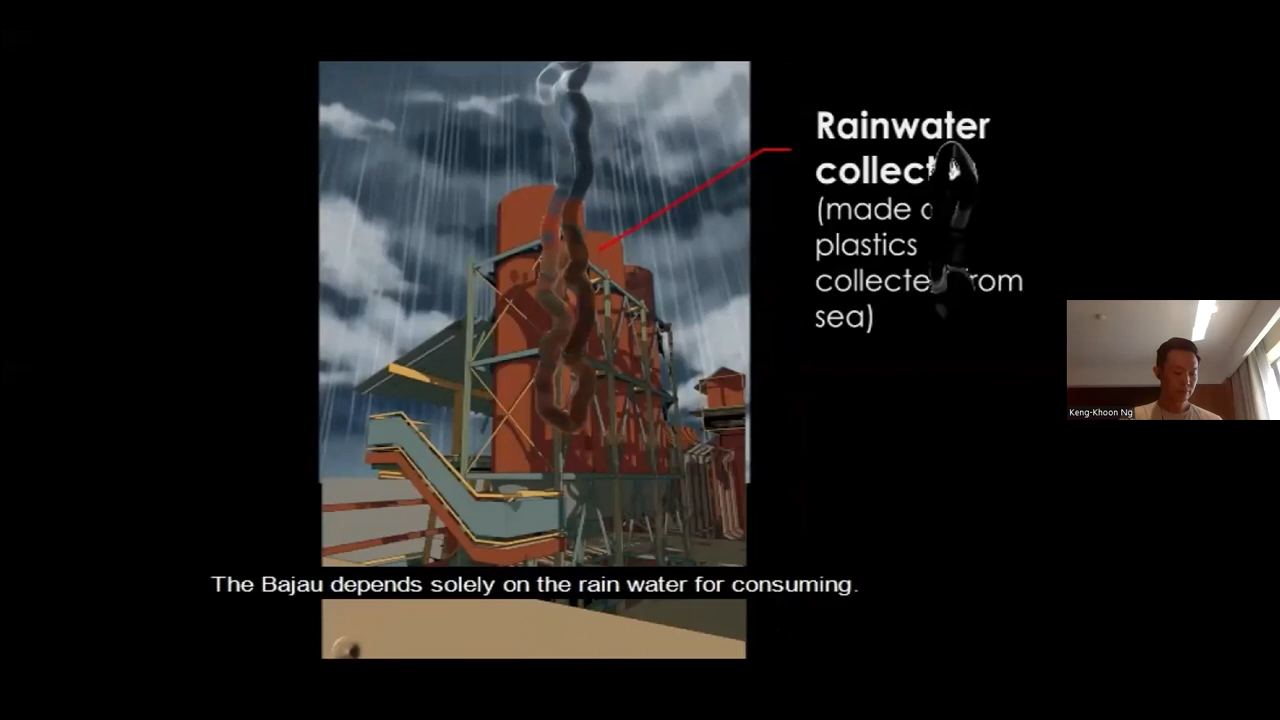 Rainwater
(made
plastics
sea)
The Bajau depends solely on the rain water for consuming.
Keng-Khoon Ng